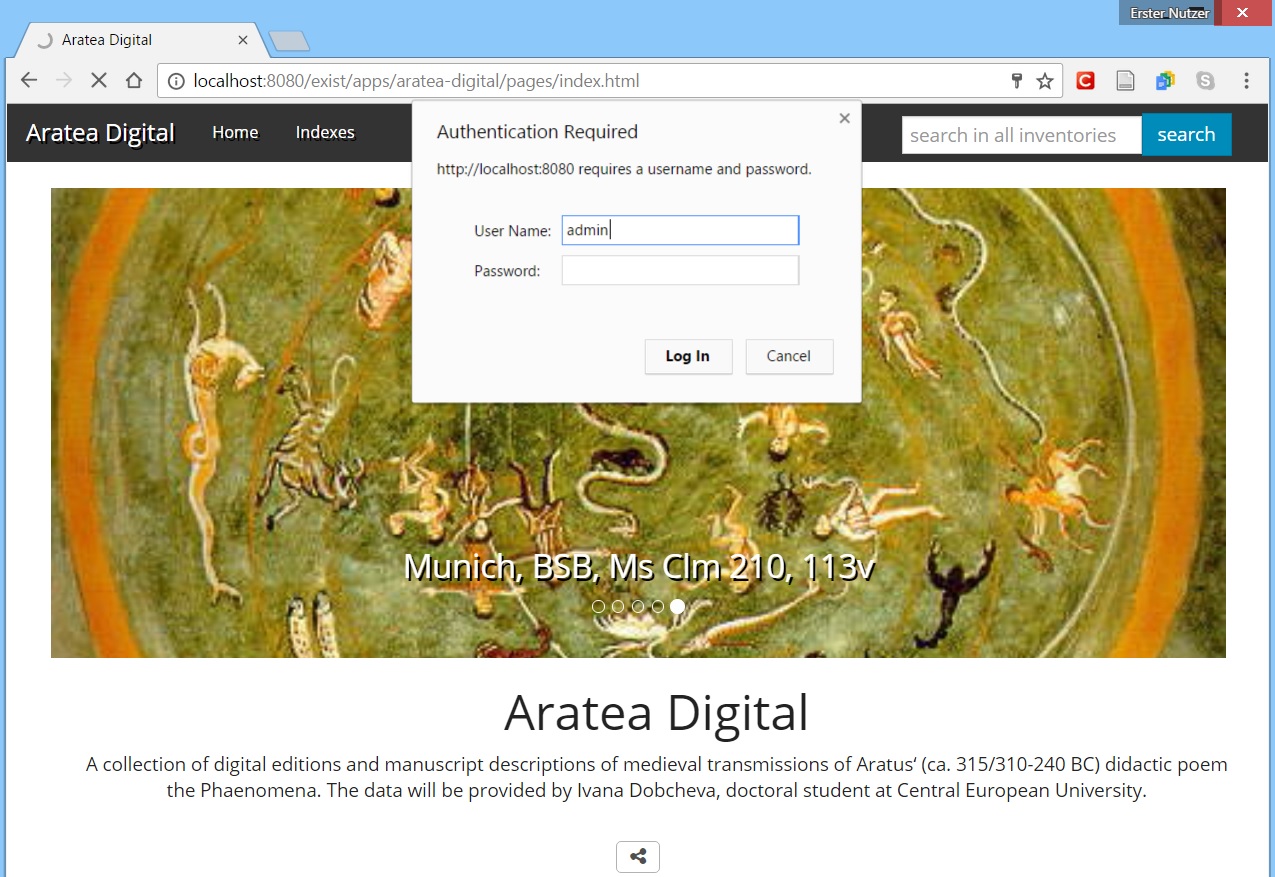 Erster Nutzer
Aratea Digital
localhost:8080/exist/apps/aratea-digital/pages/index.html
Aratea Digital Home Indexes
search in all inventories search
Authentication Required
http://localhost:8080 requires a username and password.
User Name: admin
Password:
Log In Cancel
Munich, BSB, Ms Clm 210, 113v
Aratea Digital
A collection of digital editions and manuscript descriptions of medieval transmissions of Aratus‘ (ca. 315/310-240 BC) didactic poem
the Phaenomena. The data will be provided by Ivana Dobcheva, doctoral student at Central European University.